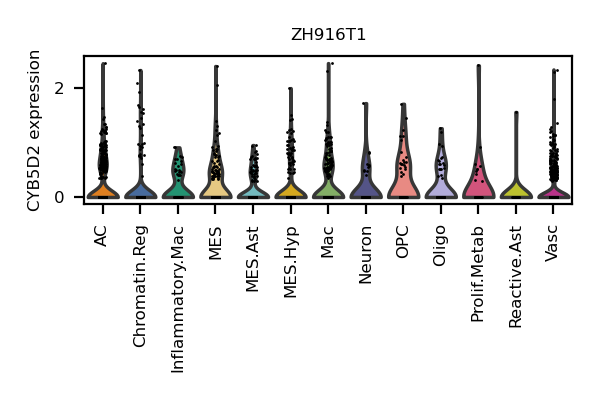 ZH916T1
CYB5D2 expression
2
0
AC
Chromatin.Reg
Inflammatory.Mac
MES
MES.Ast
MES.Hyp
Mac
Neuron
OPC
Oligo
Prolif.Metab
Reactive.Ast
Vasc